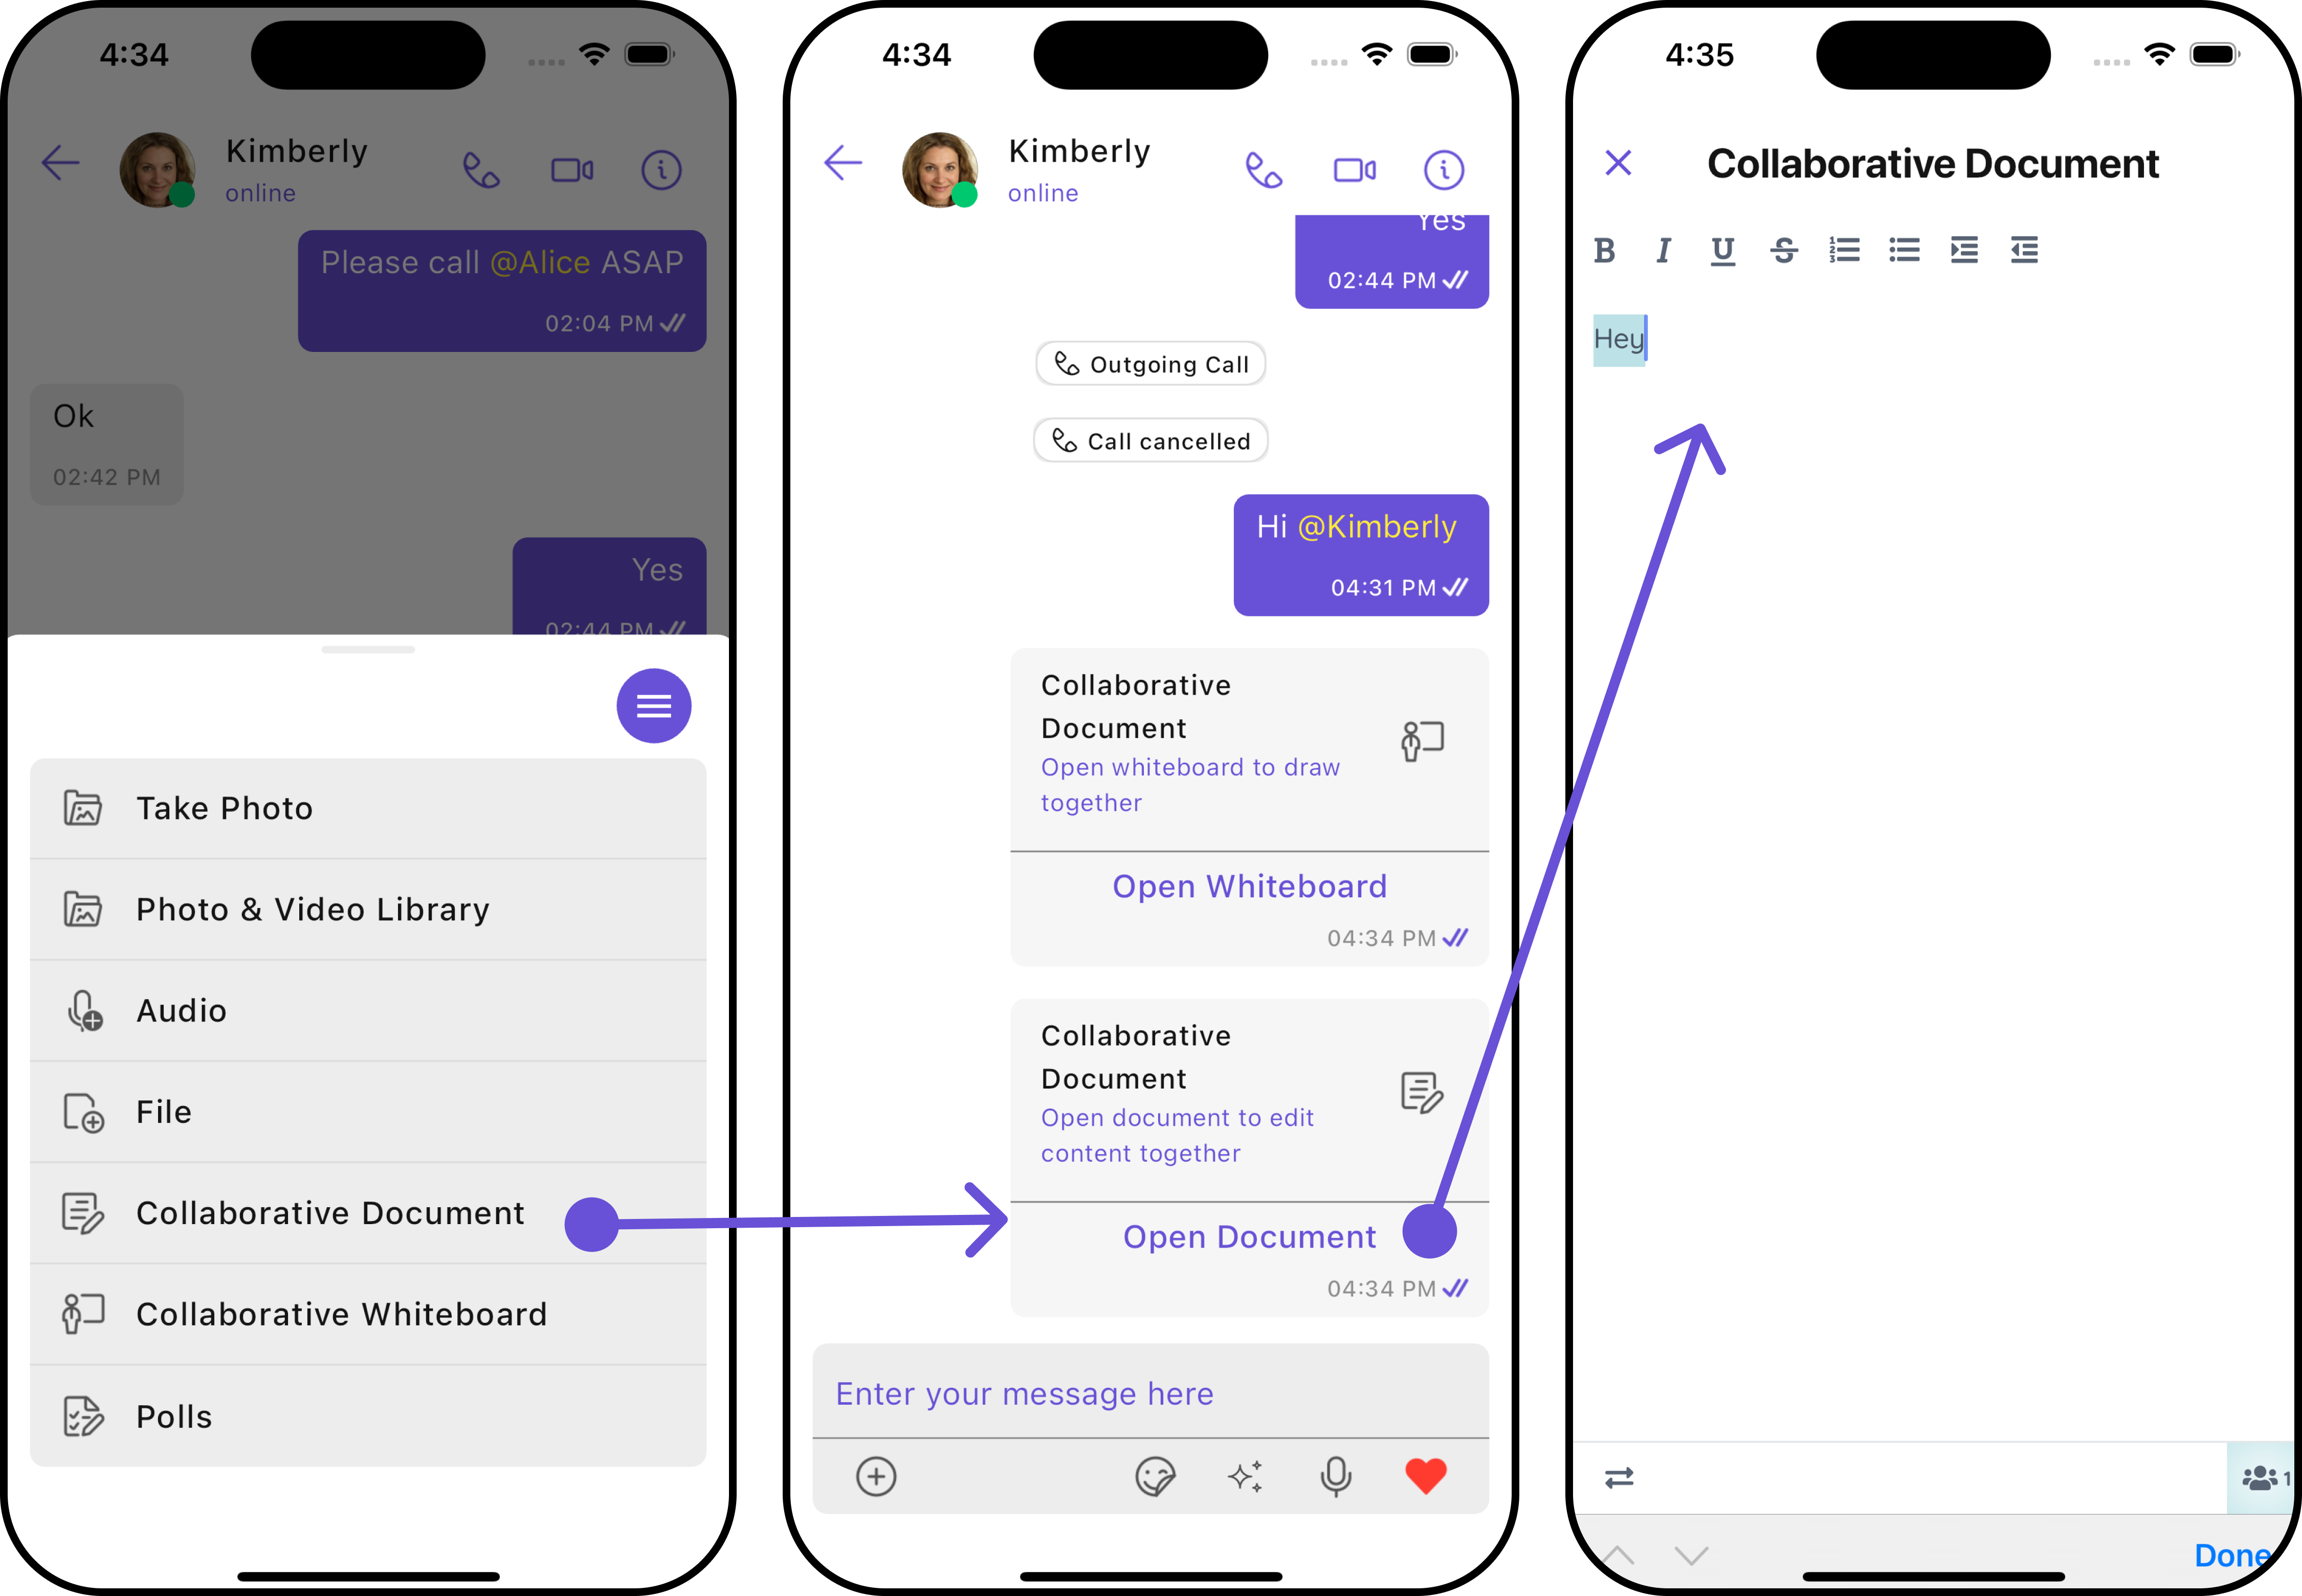 4:34
Kimberly
online
Please call @Alice ASAP
02:04 PM
Ok
02:42 PM
Yes
02:44 PM
Take Photo
Photo & Video Library
Audio
File
Collaborative Document
Collaborative Whiteboard
Polls
4:34
Kimberly
online
Yes
02:44 PM
Outgoing Call
Call cancelled
Hi @Kimberly
04:31 PM
Collaborative
Document
Open whiteboard to draw
together
Open Whiteboard
04:34 PM
Collaborative
Document
Open document to edit
content together
Open Document
04:34 PM
Enter your message here
4:35
Collaborative Document
B I U S
Hey
1
Done